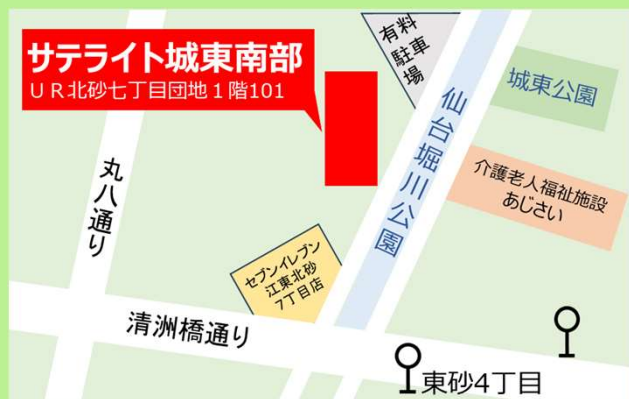 サテライト城東南部
UR北砂七丁目団地1階101
有料
駐車
場
仙台堀川公園
城東公園
介護老人福祉施設
あじさい
丸八通り
セブンイレブン
江東北砂
7丁目店
清洲橋通り
東砂4丁目